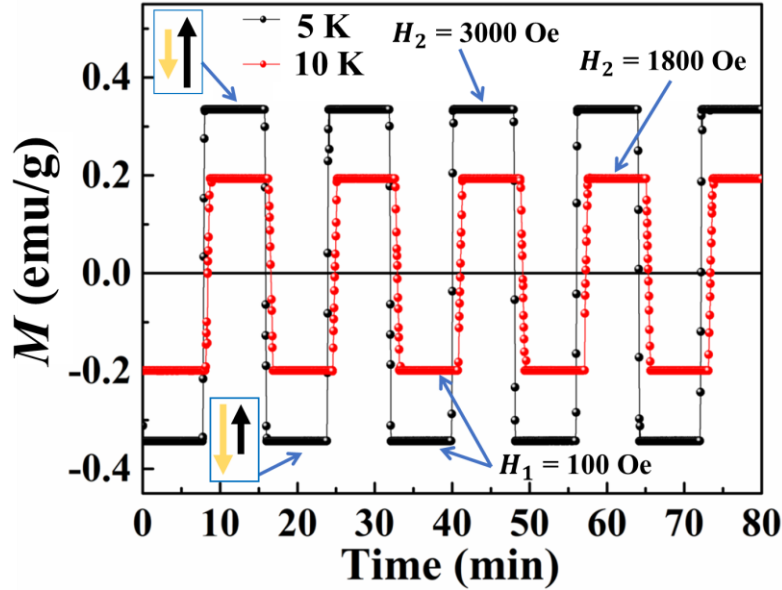 5 K
10 K
H₂ = 3000 Oe
H₂ = 1800 Oe
0.4
0.2
0.0
-0.2
-0.4
M (emu/g)
H₁ = 100 Oe
0 10 20 30 40 50 60 70 80
Time (min)